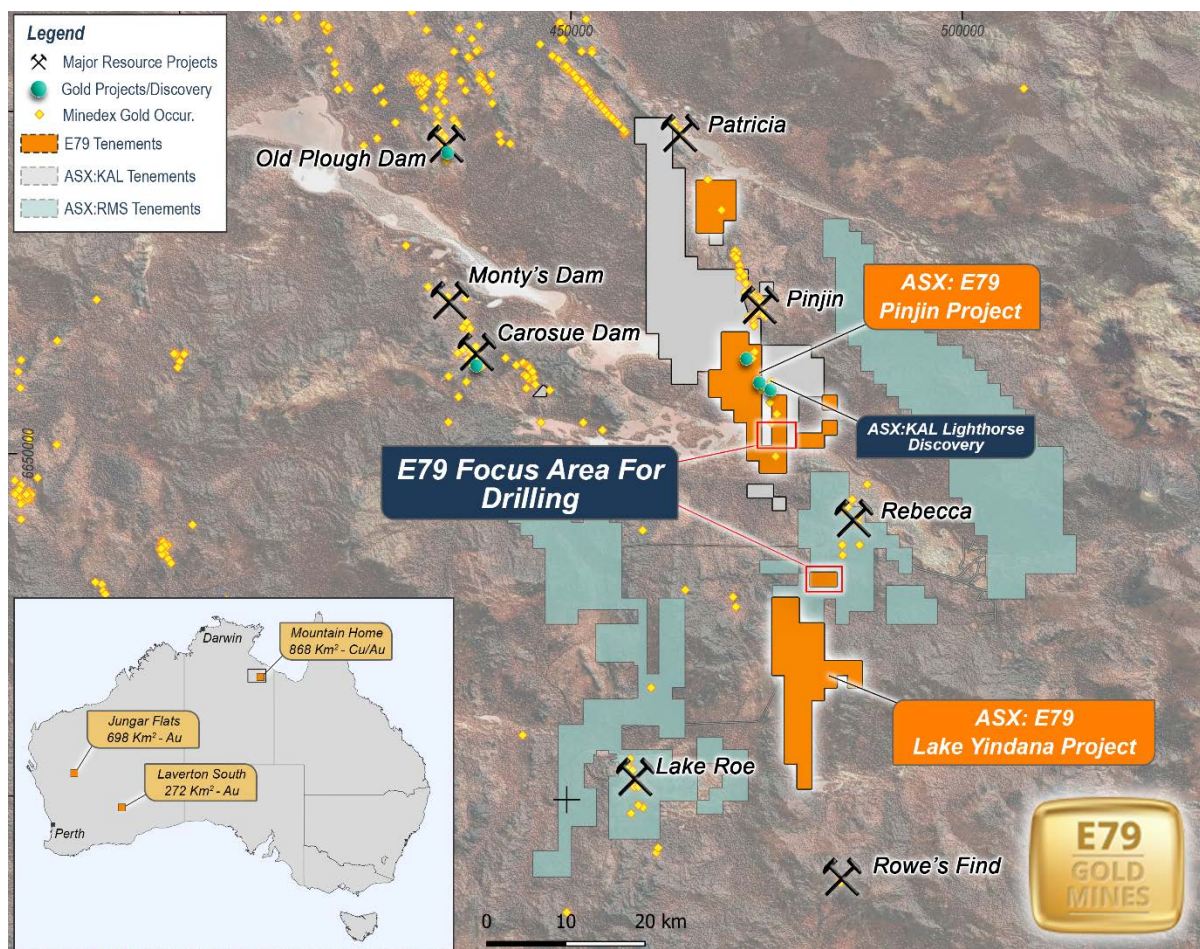 Legend
Major Resource Projects
Gold Projects/Discovery
Minedex Gold Occur.
E79 Tenements
ASX:KAL Tenements
ASX:RMS Tenements
450000
500000
6650000
Patricia
Old Plough Dam
Monty's Dam
Carosue Dam
Pinjin
ASX: E79
Pinjin Project
ASX:KAL Lighthorse
Discovery
E79 Focus Area For
Drilling
Rebecca
ASX: E79
Lake Yindana Project
Lake Roe
Rowe's Find
Darwin
Mountain Home
868 Km² - Cu/Au
Jungar Flats
698 Km² - Au
Laverton South
272 Km² - Au
Perth
0 10 20 km
E79
GOLD
MINES